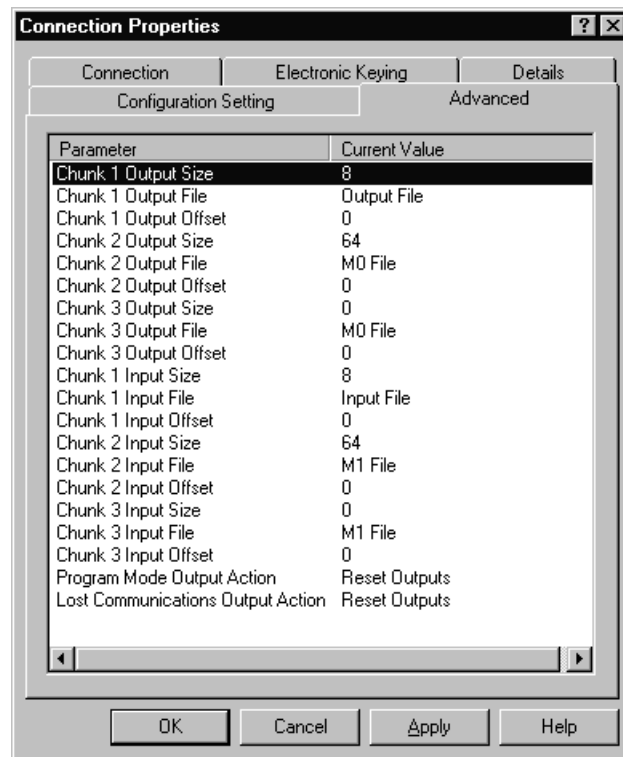 Connection Properties
Connection Electronic Keying Details
Configuration Setting Advanced
Parameter Current Value
Chunk 1 Output Size 8
Chunk 1 Output File Output File
Chunk 1 Output Offset 0
Chunk 2 Output Size 64
Chunk 2 Output File M0 File
Chunk 2 Output Offset 0
Chunk 3 Output Size 0
Chunk 3 Output File M0 File
Chunk 3 Output Offset 0
Chunk 1 Input Size 8
Chunk 1 Input File Input File
Chunk 1 Input Offset 0
Chunk 2 Input Size 64
Chunk 2 Input File M1 File
Chunk 2 Input Offset 0
Chunk 3 Input Size 0
Chunk 3 Input File M1 File
Chunk 3 Input Offset 0
Program Mode Output Action Reset Outputs
Lost Communications Output Action Reset Outputs
OK Cancel Apply Help